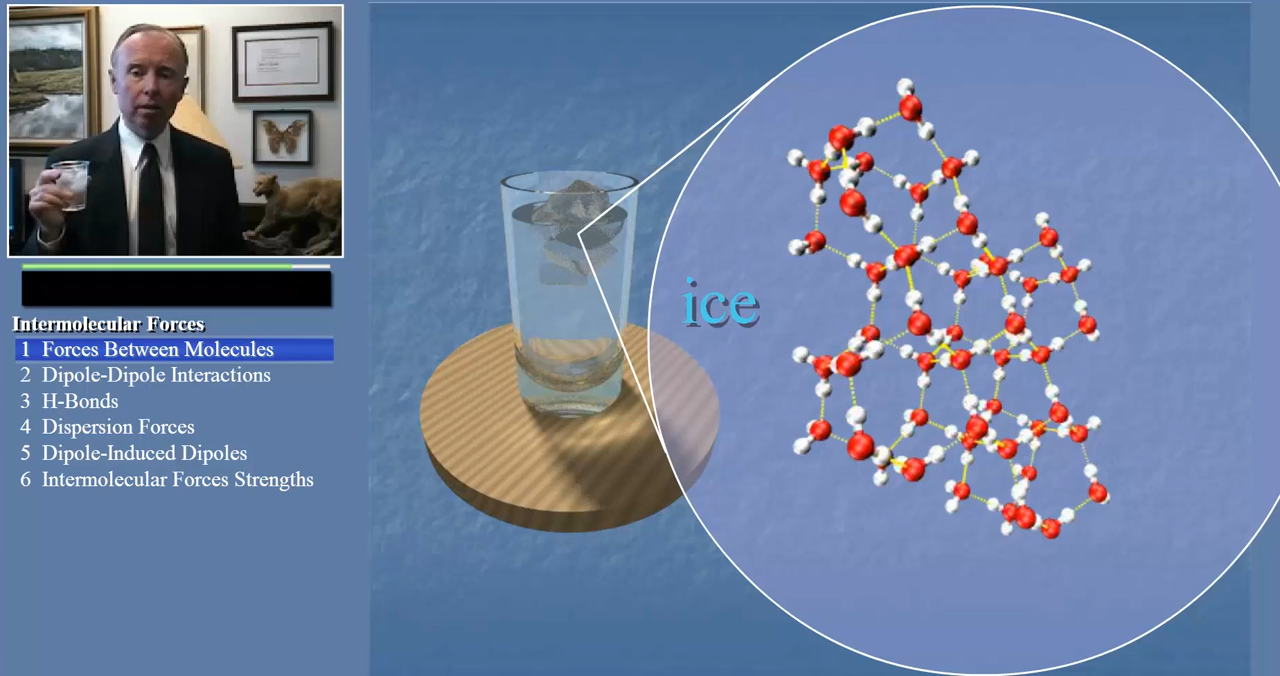 Intermolecular Forces
1 Forces Between Molecules
2 Dipole-Dipole Interactions
3 H-Bonds
4 Dispersion Forces
5 Dipole-Induced Dipoles
6 Intermolecular Forces Strengths
ice